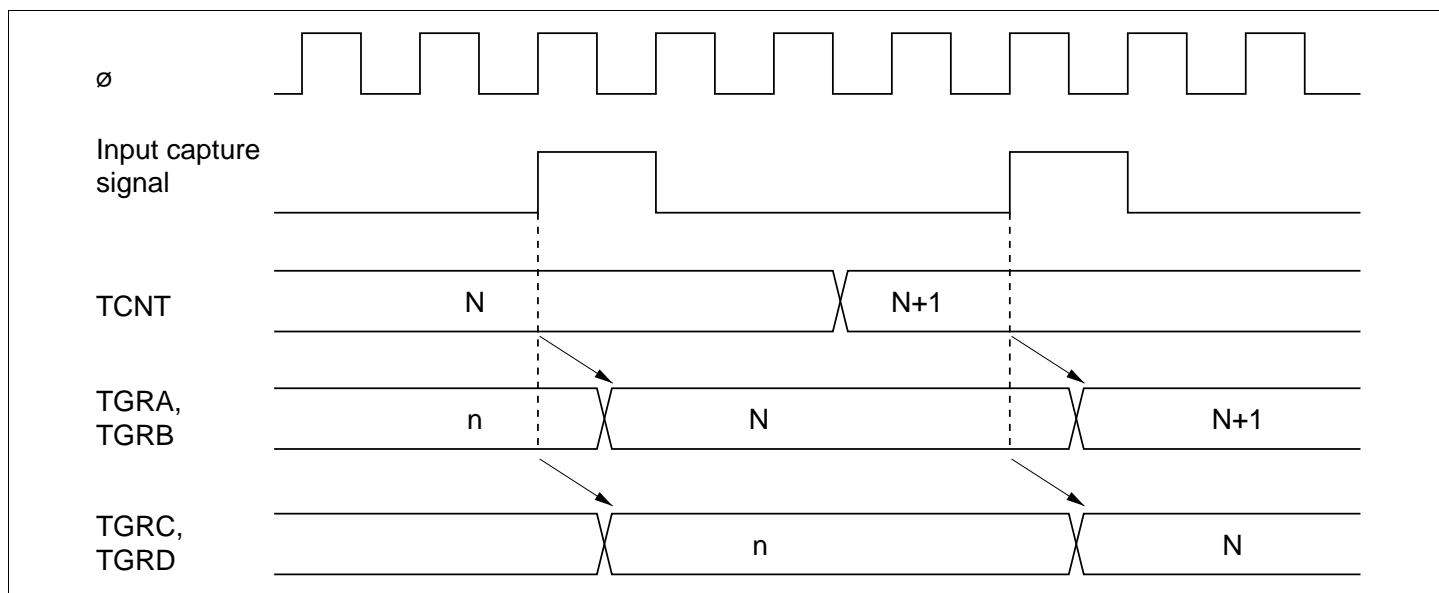 ø
Input capture
signal
TCNT
N
N+1
TGRA,
TGRB
n
N
N+1
TGRC,
TGRD
n
N